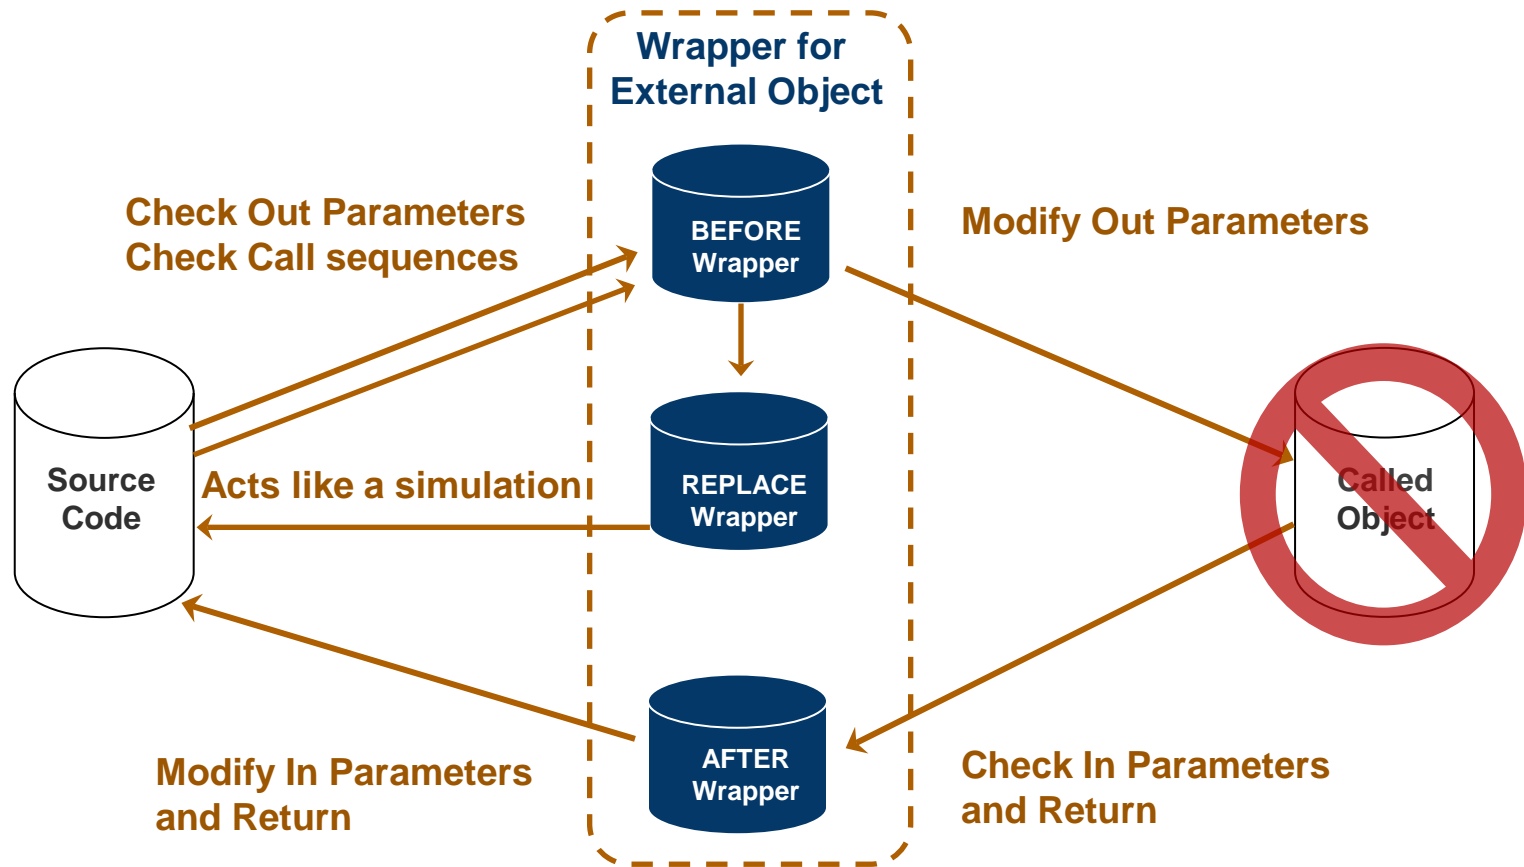 Wrapper for
External Object
Check Out Parameters
Check Call sequences
BEFORE
Wrapper
Modify Out Parameters
Source
Code
Acts like a simulation
REPLACE
Wrapper
Called
Object
Modify In Parameters
and Return
AFTER
Wrapper
Check In Parameters
and Return